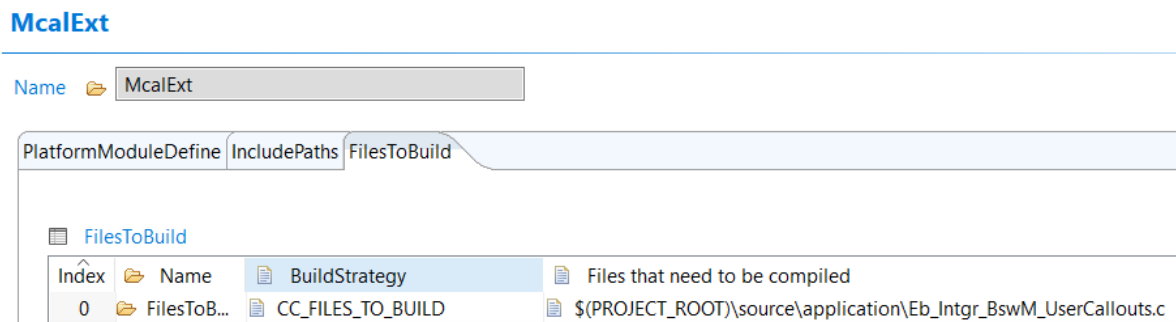 McalExt
Name McalExt
PlatformModuleDefine IncludePaths FilesToBuild
FilesToBuild
Index Name BuildStrategy Files that need to be compiled
0 FilesToB... CC_FILES_TO_BUILD $(PROJECT_ROOT)\source\application\Eb_Intgr_BswM_UserCallouts.c